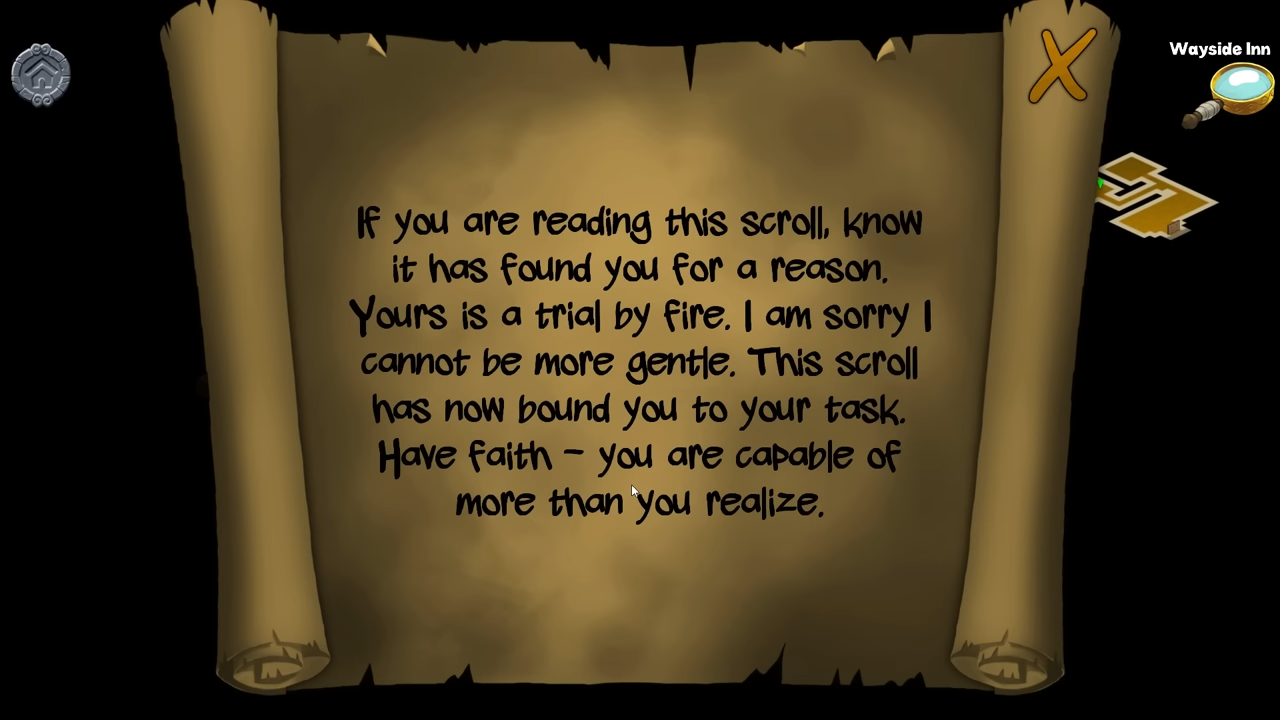 Wayside Inn
If you are reading this scroll, know
it has found you for a reason.
Yours is a trial by fire. I am sorry I
cannot be more gentle. This scroll
has now bound you to your task.
Have faith - you are capable of
more than you realize.